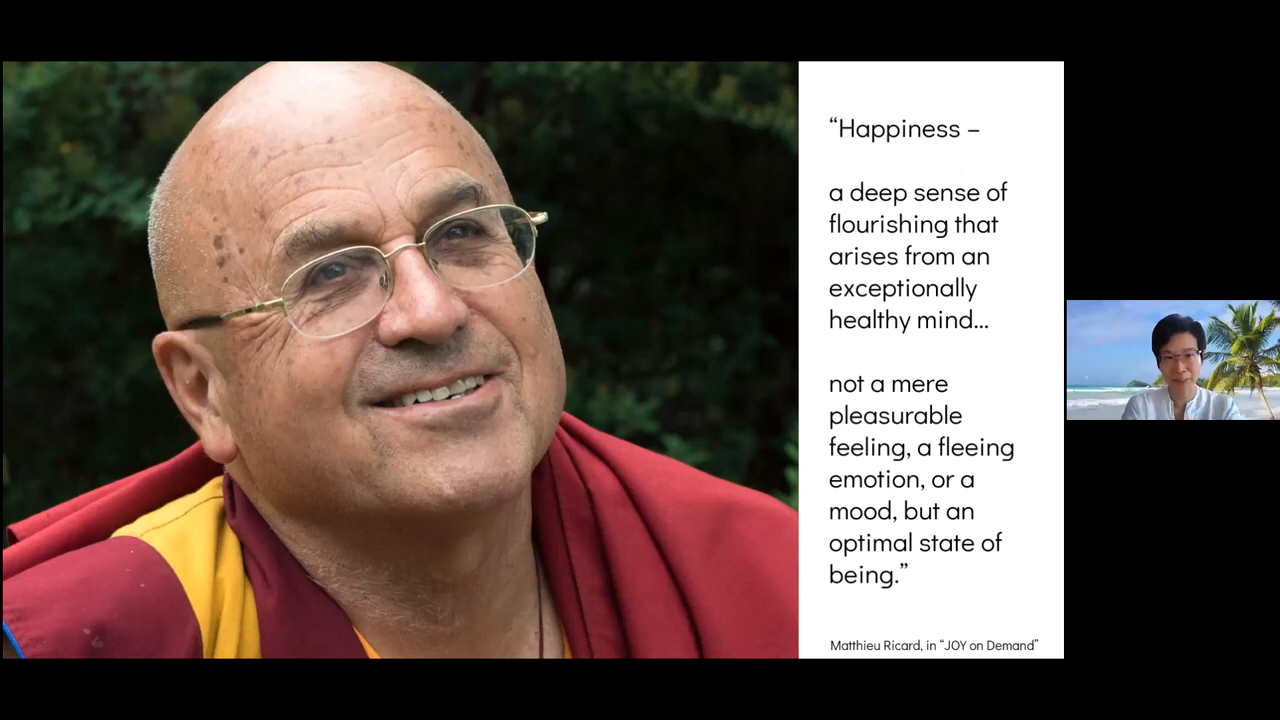 “Happiness –
a deep sense of
flourishing that
arises from an
exceptionally
healthy mind...
not a mere
pleasurable
feeling, a fleeing
emotion, or a
mood, but an
optimal state of
being.”
Matthieu Ricard, in “JOY on Demand”